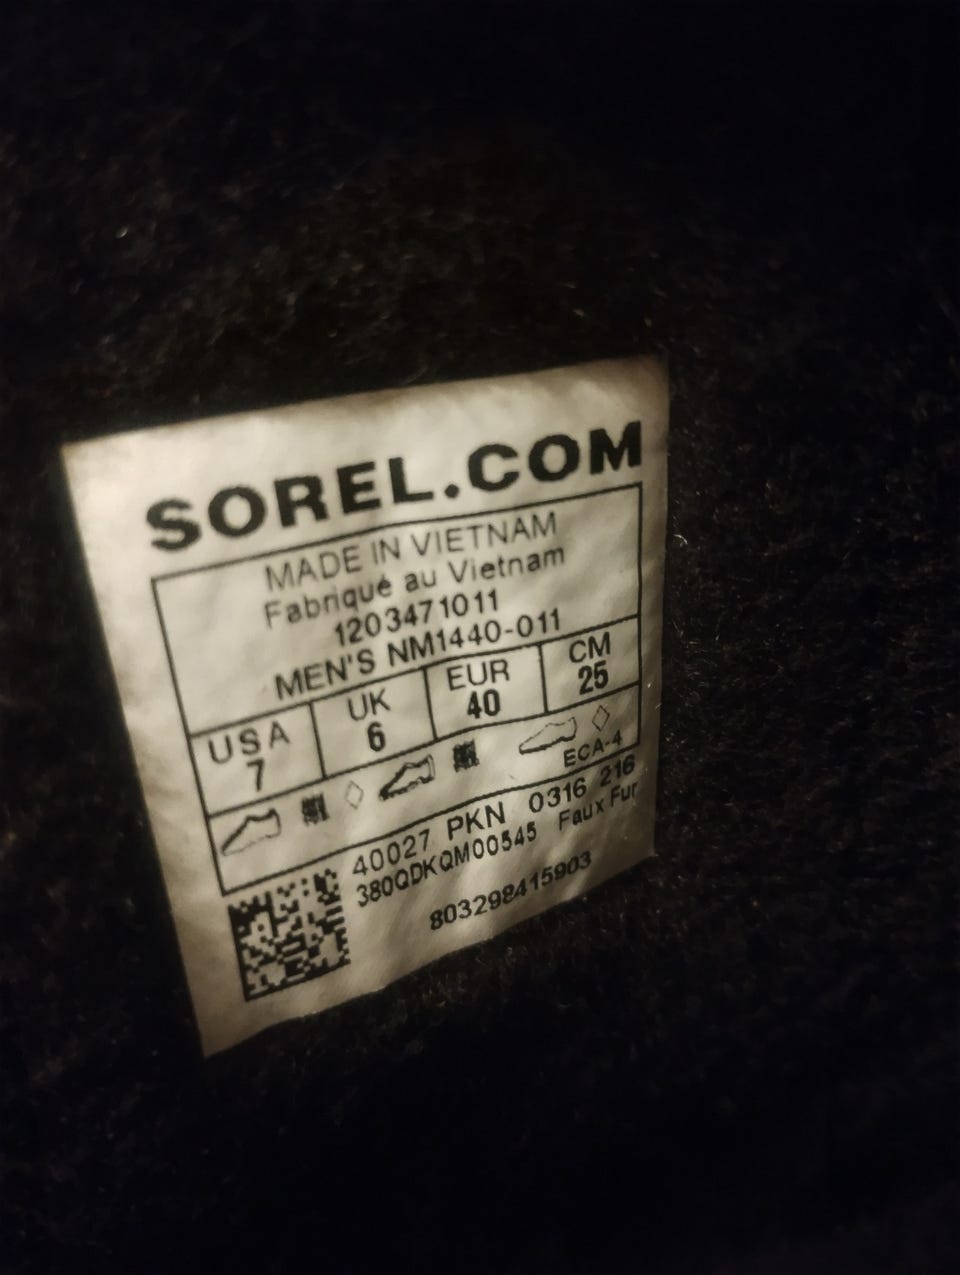 SOREL.COM
MADE IN VIETNAM
Fabriqué au Vietnam
1203471011
MEN'S NM1440-011
USA UK EUR CM
7 6 40 25
ECA-4
40027 PKN 0316 216
380QDKQM00545 Faux Fur
803298415903